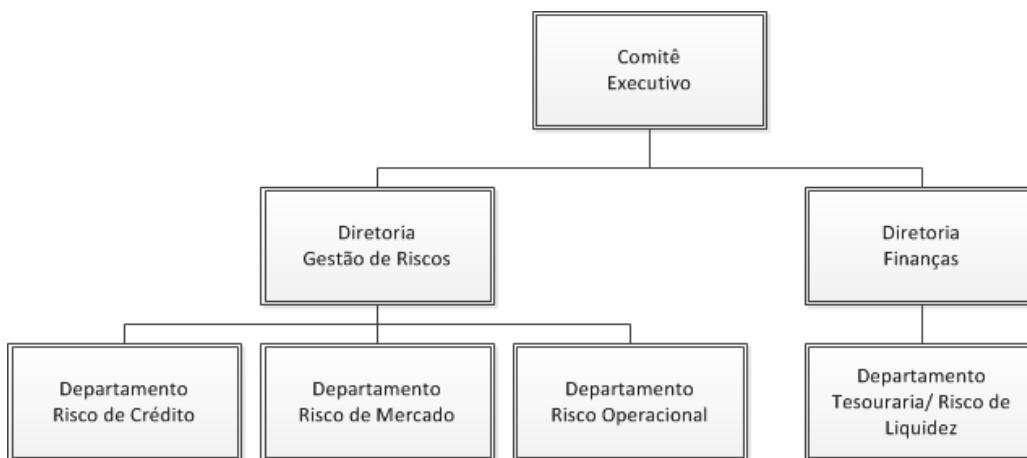 Comitê
Executivo
Diretoria
Gestão de Riscos
Diretoria
Finanças
Departamento
Risco de Crédito
Departamento
Risco de Mercado
Departamento
Risco Operacional
Departamento
Tesouraria/ Risco de
Liquidez